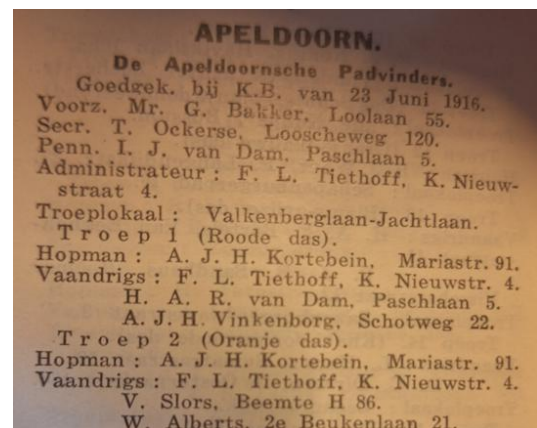 APELDOORN.
De Apeldoornsche Padvinders.
Goedgek. bij K.B. van 23 Juni 1916.
Voorz. Mr. G. Bakker, Loolaan 55.
Secr. T. Ockerse, Looscheweg 120.
Penn. I. J. van Dam, Paschlaan 5.
Administrateur : F. L. Tiethoff, K. Nieuw-
straat 4.
Troeplokaal : Valkenberglaan-Jachtlaan.
Troep 1 (Roode das).
Hopman : A. J. H. Kortebein, Mariastr. 91.
Vaandrigs : F. L. Tiethoff, K. Nieuwstr. 4.
H. A. R. van Dam, Paschlaan 5.
A. J. H. Vinkenborg, Schotweg 22.
Troep 2 (Oranje das).
Hopman : A. J. H. Kortebein, Mariastr. 91.
Vaandrigs : F. L. Tiethoff, K. Nieuwstr. 4.
V. Slors, Beemte H 86.
W. Alberts, 2e Beukenlaan 21.